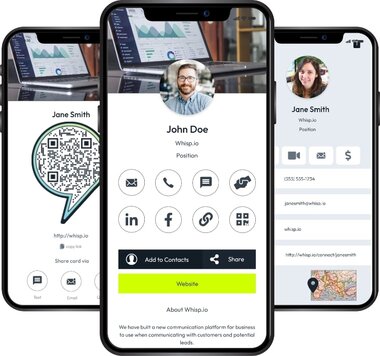 Jane Smith
http://whisp.io
copy link
Share card via
Text
Email
John Doe
Whisp.io
Position
Add to Contacts
Share
Website
About Whisp.io
We have built a new communication platform for business
to use when communicating with customers and potential
leads.
Jane Smith
Whisp.io
Position
janesmith@whisp.io
whisp.io
http://whisp.io/connect/janesmith